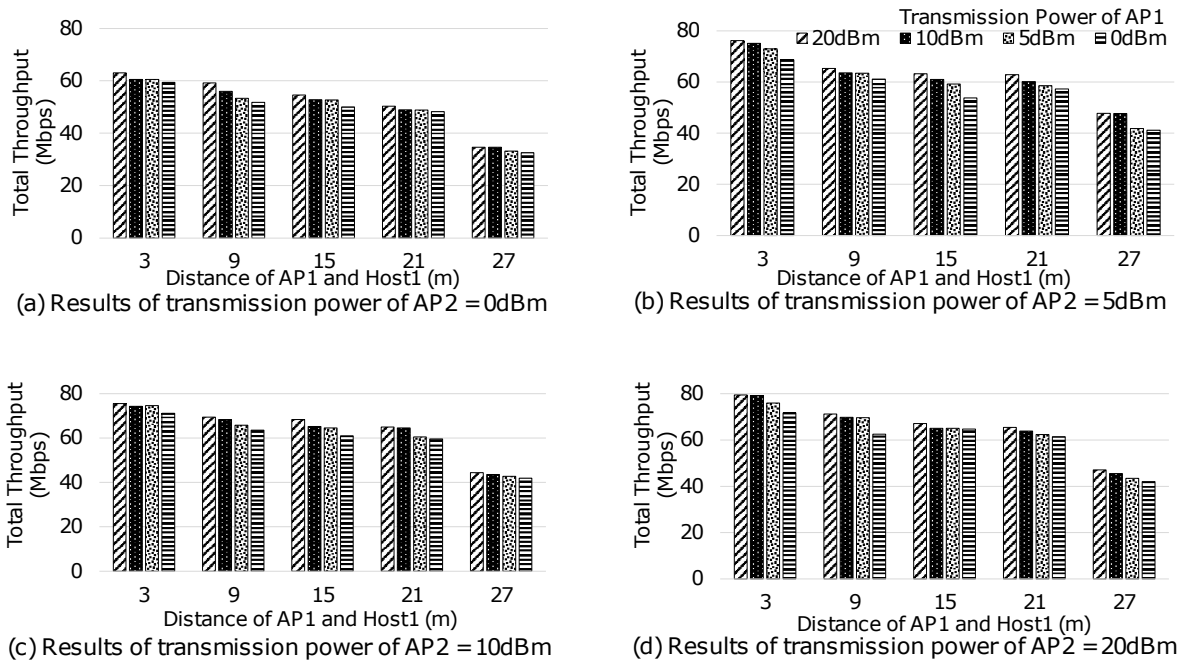 Total Throughput
(Mbps)
80
60
40
20
0
3 9 15 21 27
Distance of AP1 and Host1 (m)
(a) Results of transmission power of AP2 = 0dBm
Transmission Power of AP1
20dBm 10dBm 5dBm 0dBm
Total Throughput
(Mbps)
80
60
40
20
0
3 9 15 21 27
Distance of AP1 and Host1 (m)
(b) Results of transmission power of AP2 = 5dBm
Total Throughput
(Mbps)
80
60
40
20
0
3 9 15 21 27
Distance of AP1 and Host1 (m)
(c) Results of transmission power of AP2 = 10dBm
Total Throughput
(Mbps)
80
60
40
20
0
3 9 15 21 27
Distance of AP1 and Host1 (m)
(d) Results of transmission power of AP2 = 20dBm